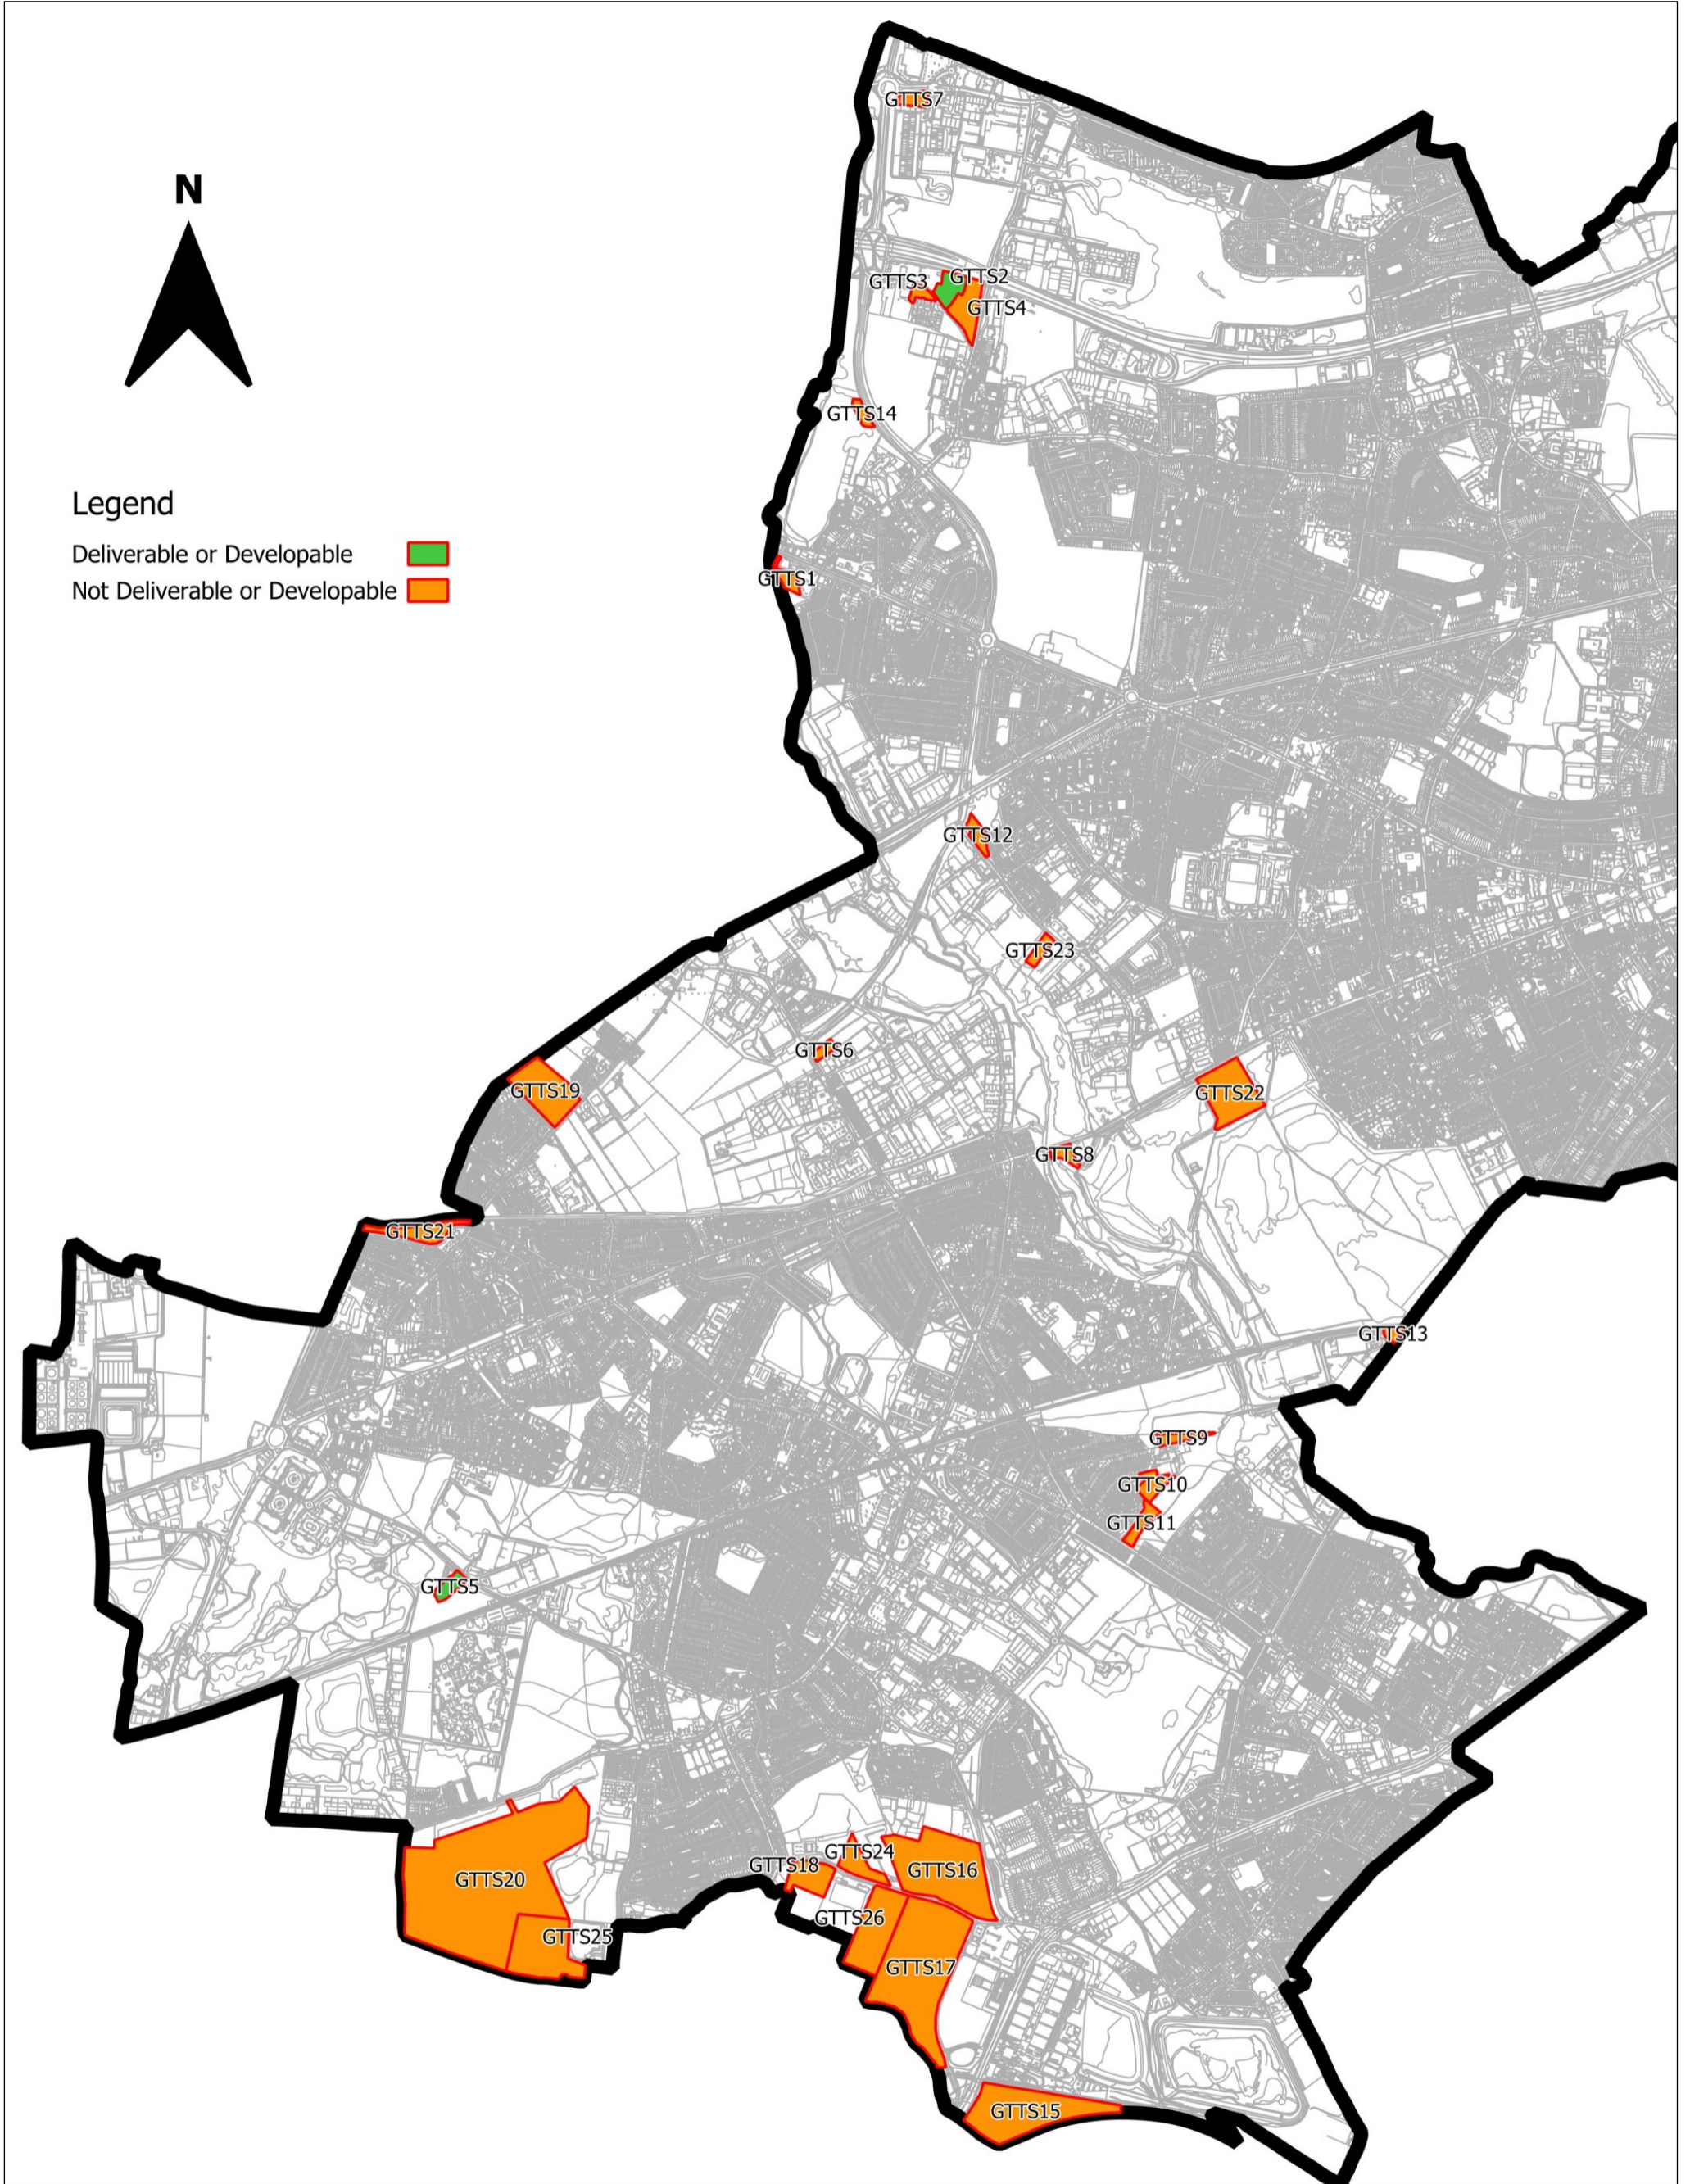 GTTS7
N
GTTS2
GTTS3
GTTS4
GTTS14
Legend
Deliverable or Developable
Not Deliverable or Developable
GTTS1
GTTS12
GTTS23
GTTS6
GTTS19
GTTS22
GTTS8
GTTS21
GTTS13
GTTS9
GTTS10
GTTS11
GTTS5
GTTS24
GTTS18
GTTS16
GTTS20
GTTS26
GTTS25
GTTS17
GTTS15